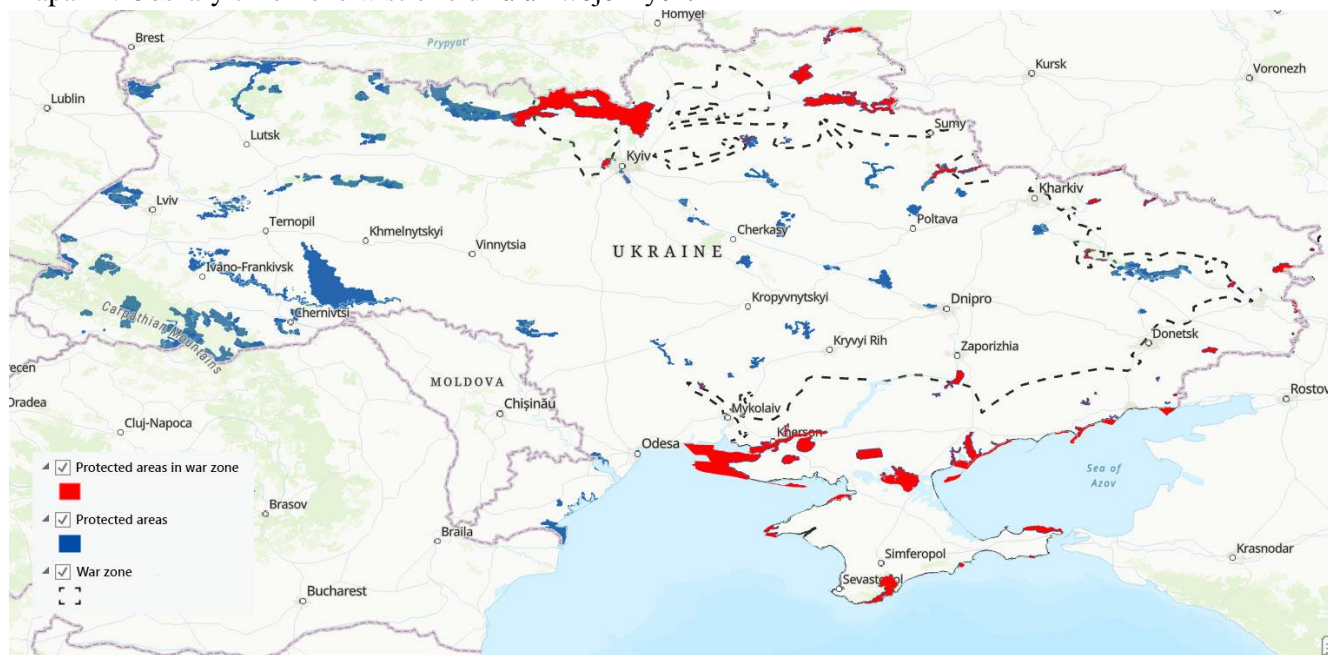 Homyel
Brest
Prypyat'
Kursk
Voronezh
Lublin
Lutsk
Sumy
Kyiv
Kharkiv
Lviv
Ternopil
Khmelnytskyi
Vinnytsia
Cherkasy
Poltava
UKRAINE
Ivano-Frankivsk
Chernivtsi
Kropyvnytskyi
Dnipro
Carpathian Mountains
Kryvyi Rih
Zaporizhia
Donetsk
MOLDOVA
Chișinău
Mykolaiv
Cluj-Napoca
Kherson
Odesa
Sea of
Azov
Protected areas in war zone
Protected areas
War zone
Brasov
Braila
Bucharest
Simferopol
Sevastopol
Krasnodar